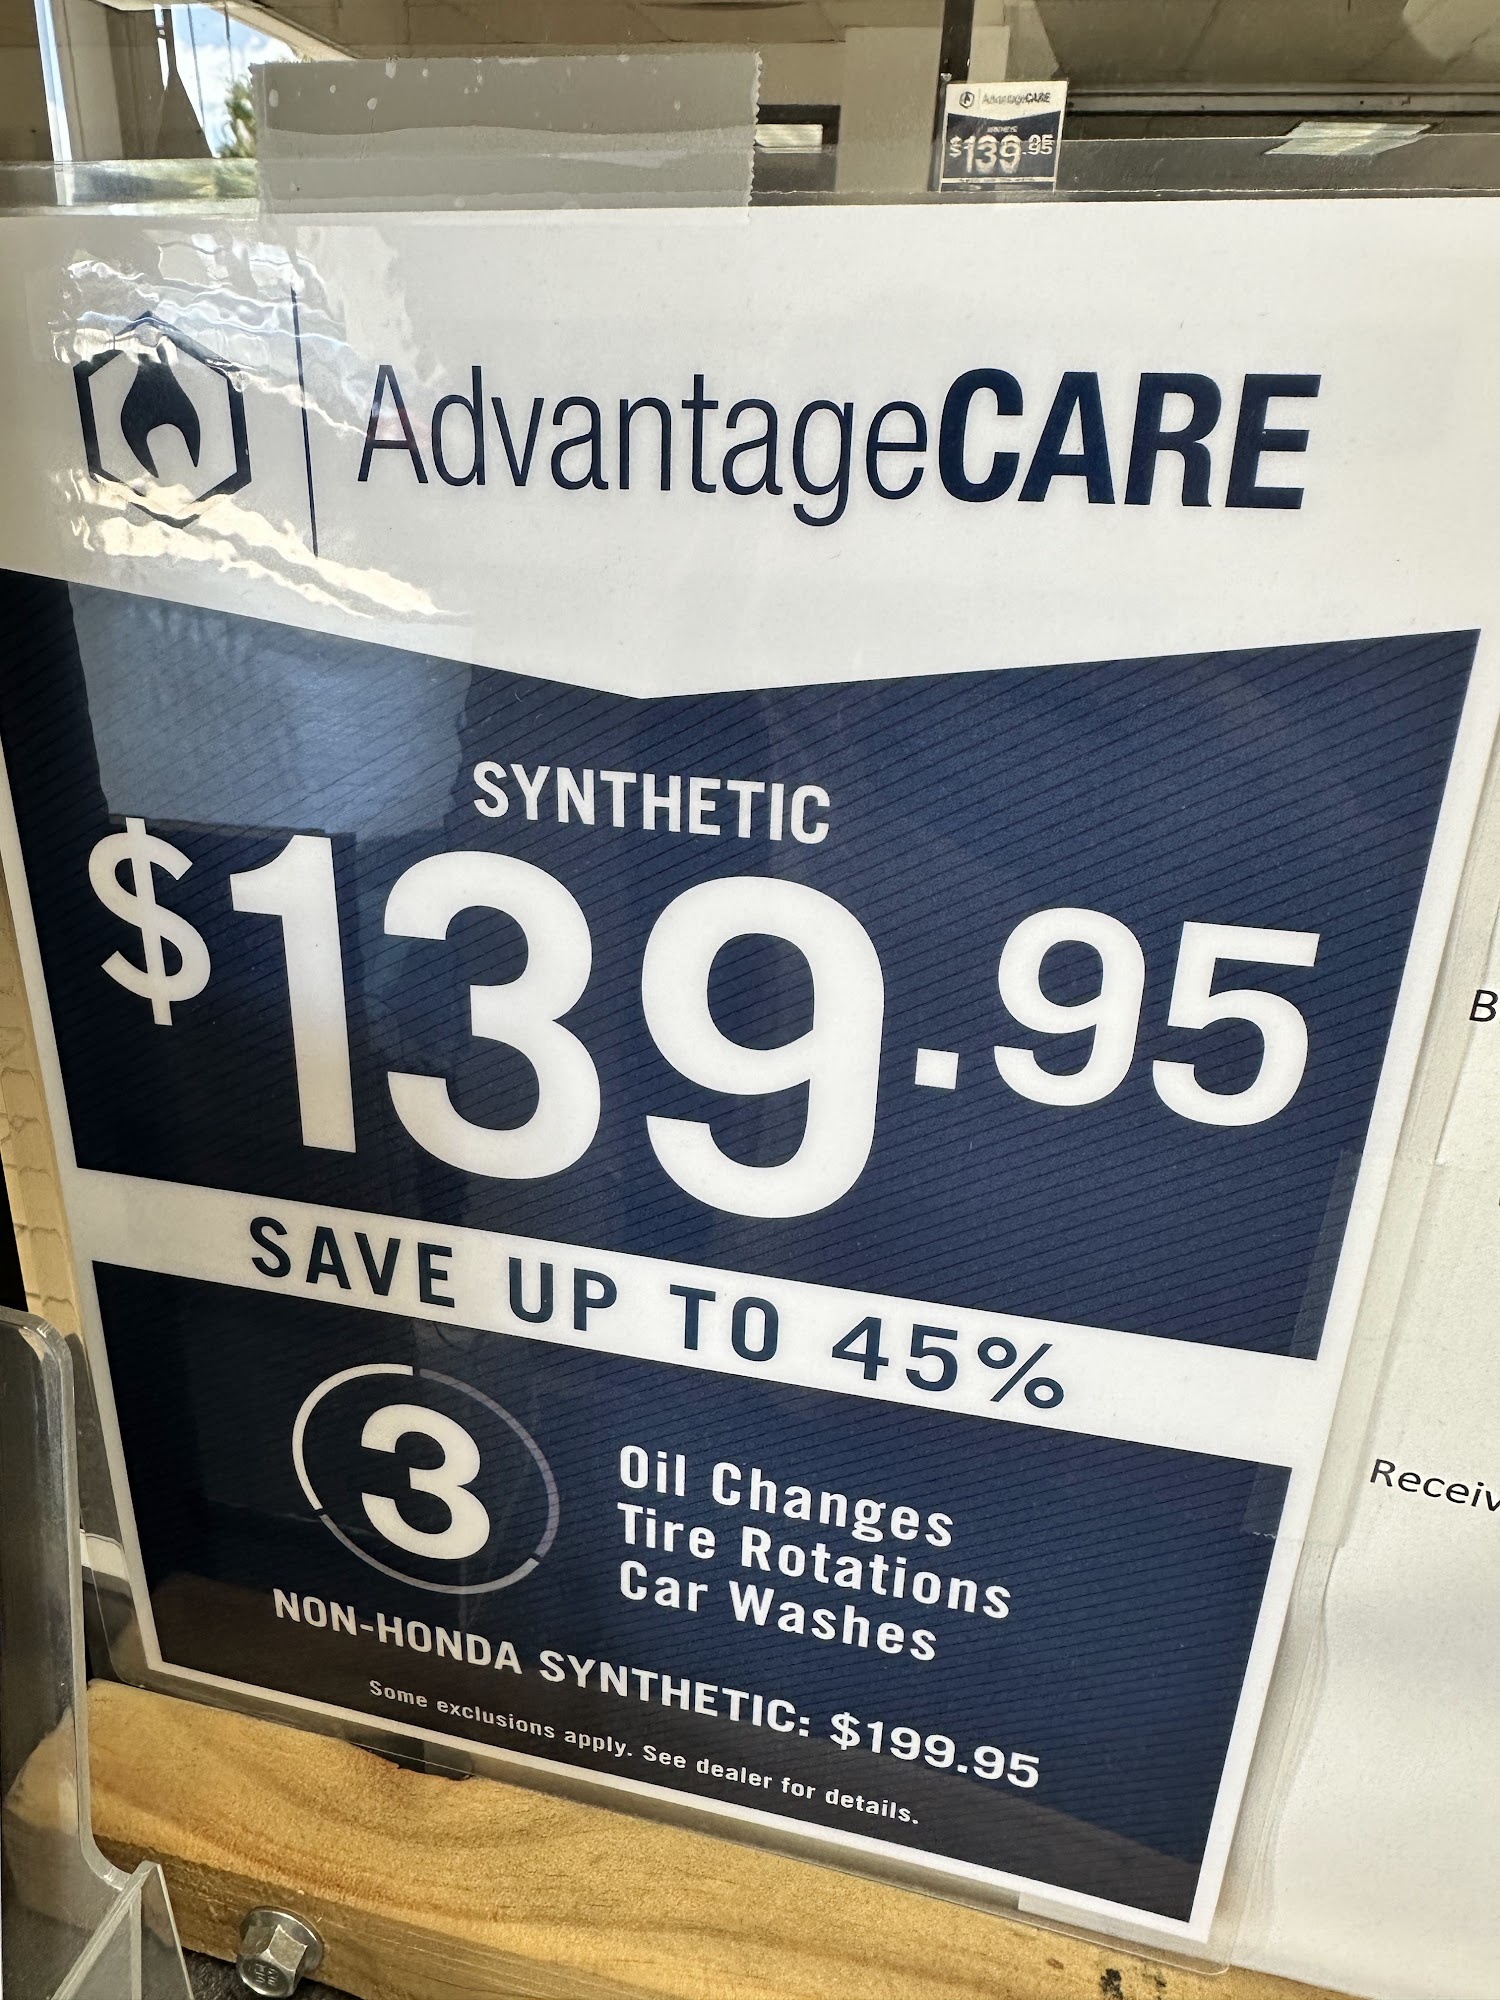 AdvantageCARE
$139.95
AdvantageCARE
SYNTHETIC
$139.95
SAVE UP TO 45%
3
Oil Changes
Tire Rotations
Car Washes
NON-HONDA SYNTHETIC: $199.95
Some exclusions apply. See dealer for details.
B
Receiv